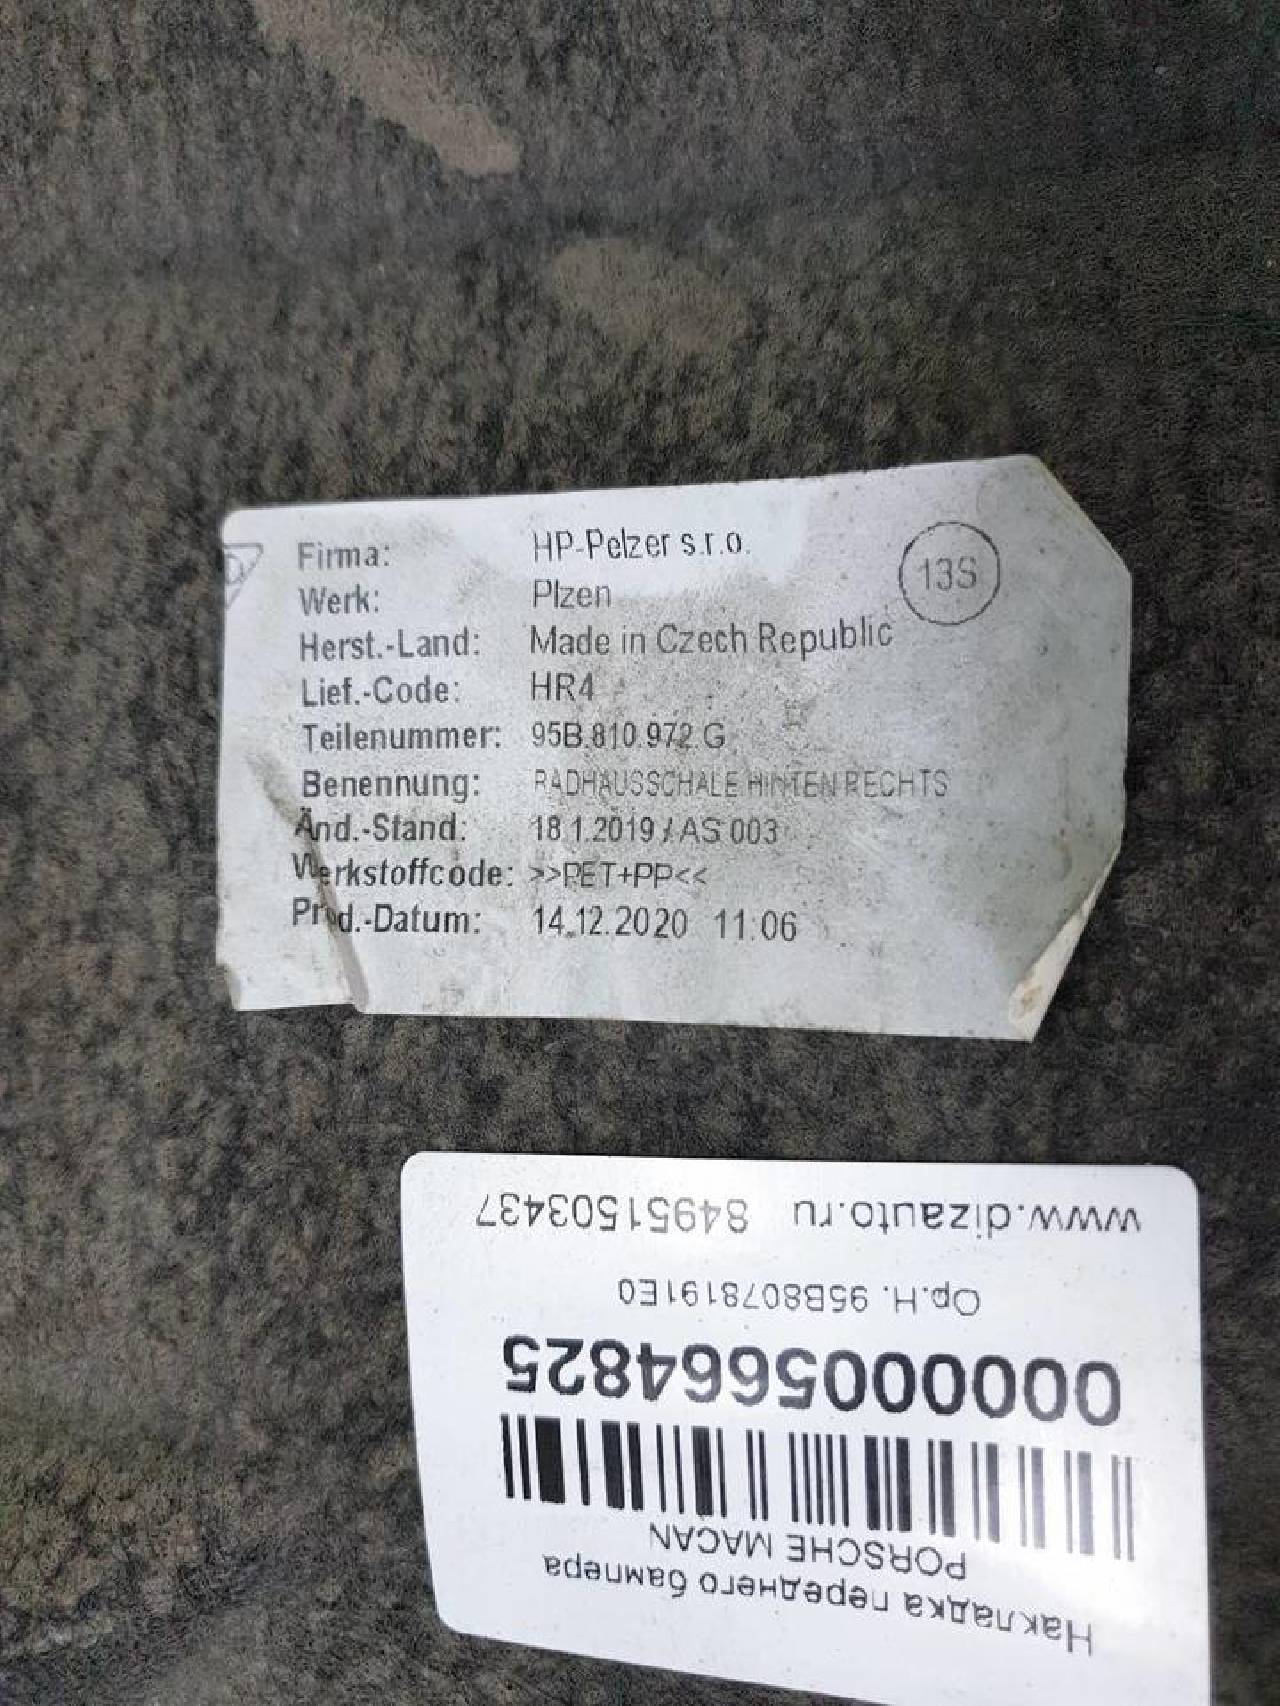 Firma: HP-Pelzer s.r.o.
13S
Werk: Plzen
Herst.-Land: Made in Czech Republic
Lief.-Code: HR4
Teilenummer: 95B.810.972.G
Benennung: RADHAUSSCHALE HINTEN RECHTS
Änd.-Stand: 18.1.2019 / AS 003
Werkstoffcode: >>PET+PP<<
Prod.-Datum: 14.12.2020 11:06
Накладка переднего бампера
PORSCHE MACAN
0000005664825
Ор.Н. 95B8078191E0
www.dizauto.ru 84951503437